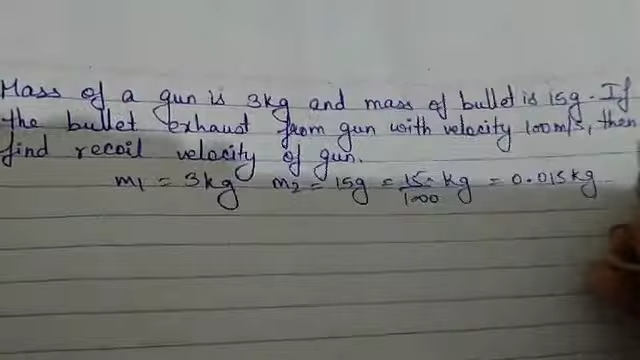 Mass of a gun is 3kg and mass of bullet is 15g. If
the bullet exhaust from gun with velocity 100m/s, then
find recoil velocity of gun.
m1 = 3kg m2 = 15g = 15/1000 kg = 0.015kg